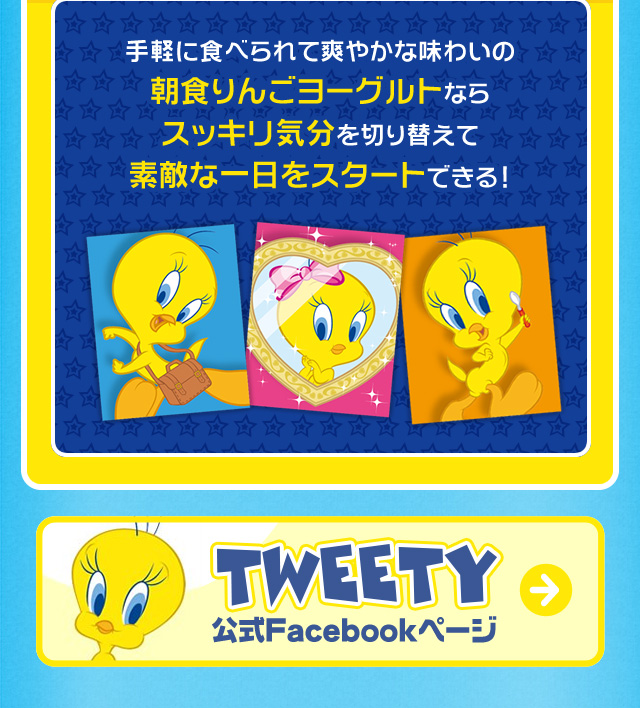 手軽に食べられて爽やかな味わいの
朝食りんごヨーグルトなら
スッキリ気分を切り替えて
素敵な一日をスタートできる!
TWEETY
公式Facebookページ